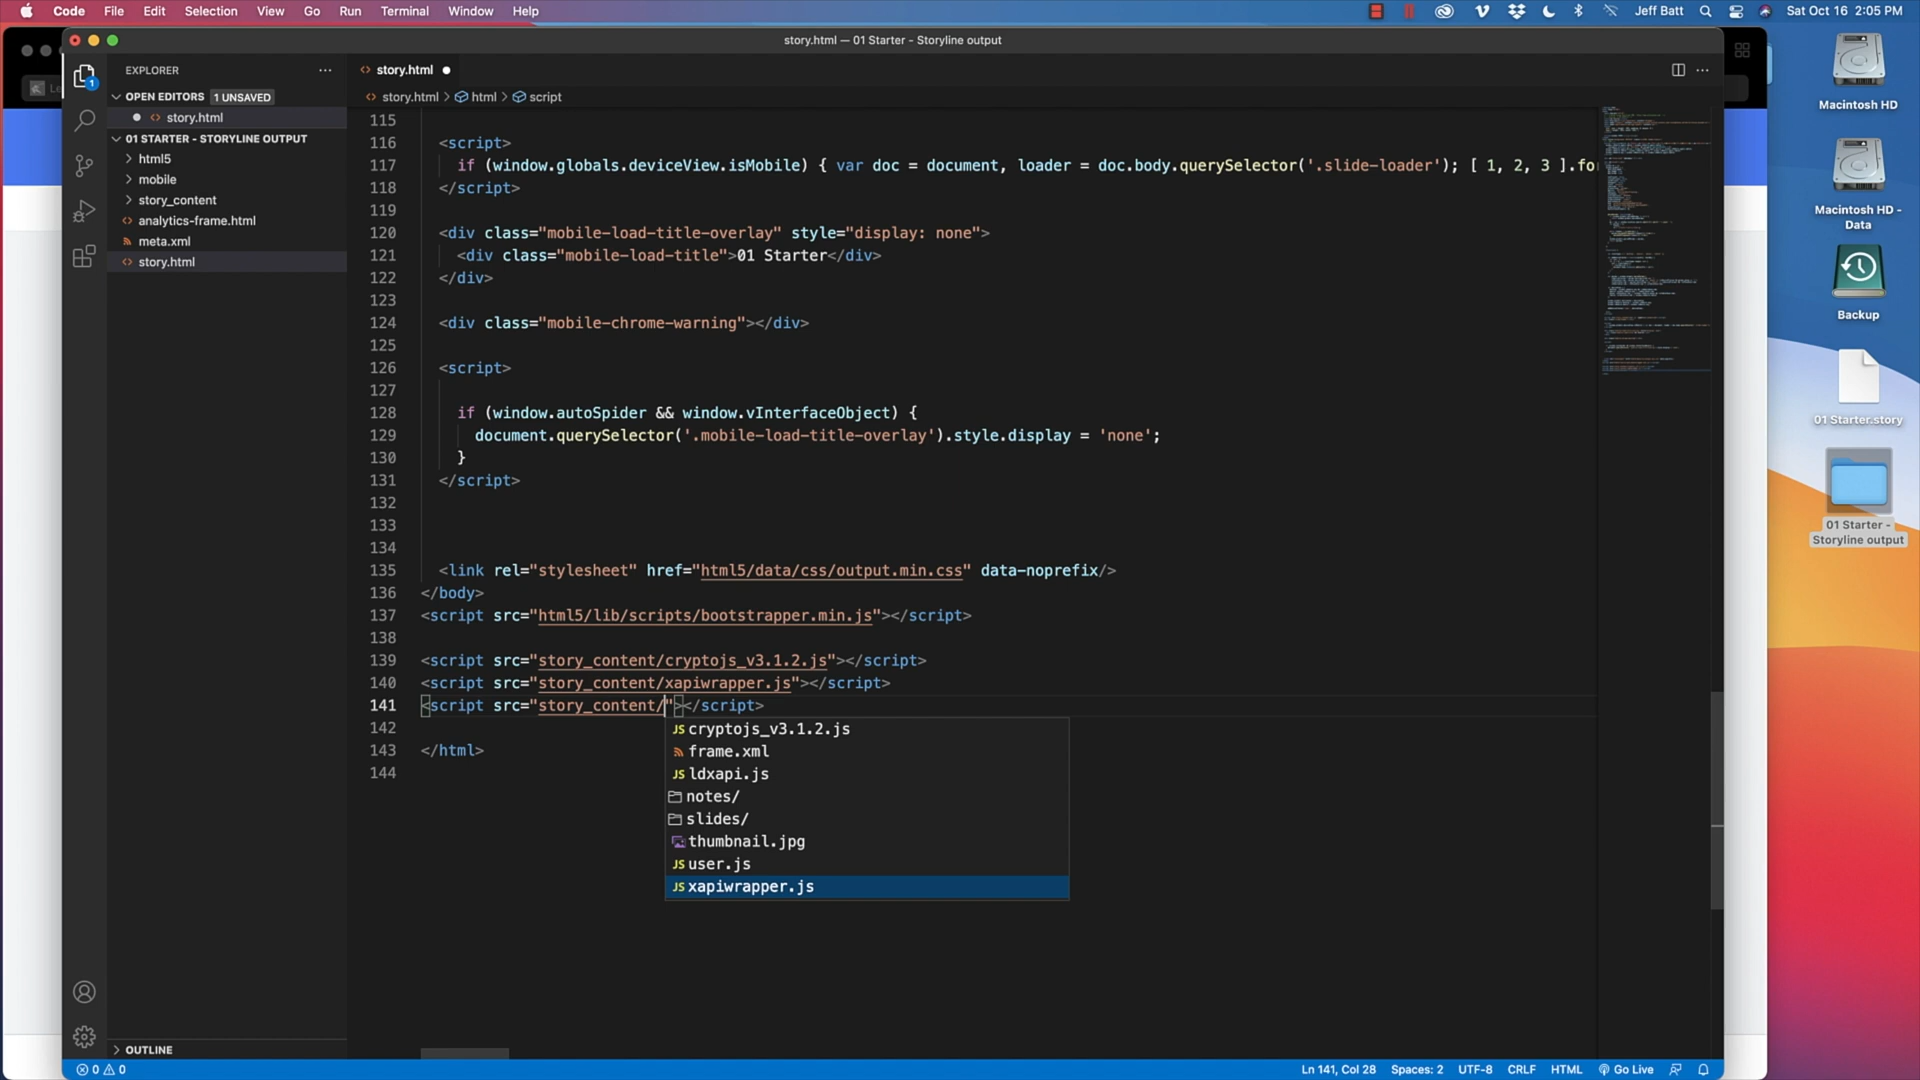 Code File Edit Selection View Go Run Terminal Window Help
Jeff Batt Sat Oct 16 2:05 PM
story.html — 01 Starter - Storyline output
EXPLORER
story.html
OPEN EDITORS 1 UNSAVED
story.html > html > script
story.html
01 STARTER - STORYLINE OUTPUT
html5
mobile
story_content
analytics-frame.html
meta.xml
story.html
1
115
116 <script>
117 if (window.globals.deviceView.isMobile) { var doc = document, loader = doc.body.querySelector('.slide-loader'); [ 1, 2, 3 ].fo
118 </script>
119
120 <div class="mobile-load-title-overlay" style="display: none">
121 <div class="mobile-load-title">01 Starter</div>
122 </div>
123
124 <div class="mobile-chrome-warning"></div>
125
126 <script>
127
128 if (window.autoSpider && window.vInterfaceObject) {
129 document.querySelector('.mobile-load-title-overlay').style.display = 'none';
130 }
131 </script>
132
133
134
135 <link rel="stylesheet" href="html5/data/css/output.min.css" data-noprefix/>
136 </body>
137 <script src="html5/lib/scripts/bootstrapper.min.js"></script>
138
139 <script src="story_content/cryptojs_v3.1.2.js"></script>
140 <script src="story_content/xapiwrapper.js"></script>
141 <script src="story_content/"></script>
142
143 </html>
144
JS cryptojs_v3.1.2.js
frame.xml
JS ldxapi.js
notes/
slides/
thumbnail.jpg
JS user.js
JS xapiwrapper.js
OUTLINE
0 0
Ln 141, Col 28 Spaces: 2 UTF-8 CRLF HTML Go Live
Macintosh HD
Macintosh HD -
Data
Backup
01 Starter.story
01 Starter -
Storyline output